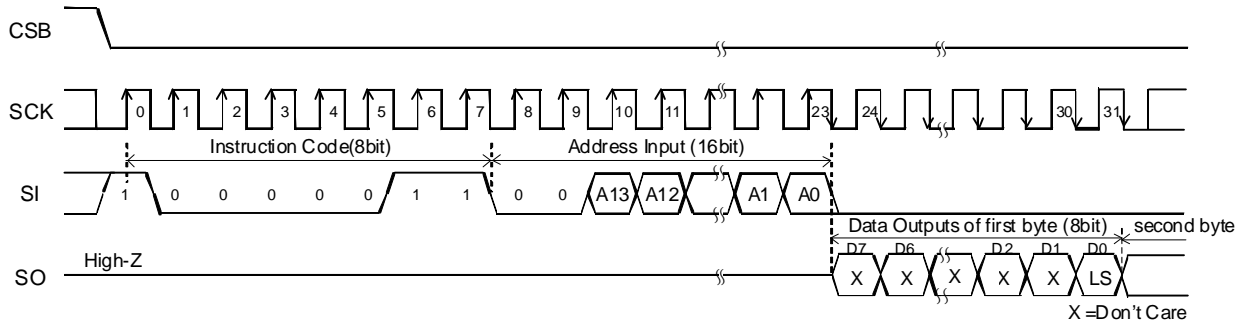 CSB
SCK
0 1 2 3 4 5 6 7 8 9 10 11 23 24 30 31
Instruction Code(8bit) Address Input (16bit)
SI
1 0 0 0 0 0 1 1 0 0 A13 A12 A1 A0
Data Outputs of first byte (8bit) second byte
D7 D6 D2 D1 D0
High-Z
SO
X X X X X LS
X =Don't Care